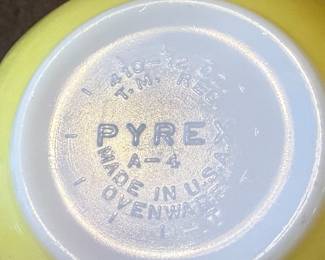 T.M. REG.
PYREX
A-4
MADE IN U.S.A.
OVENWARE